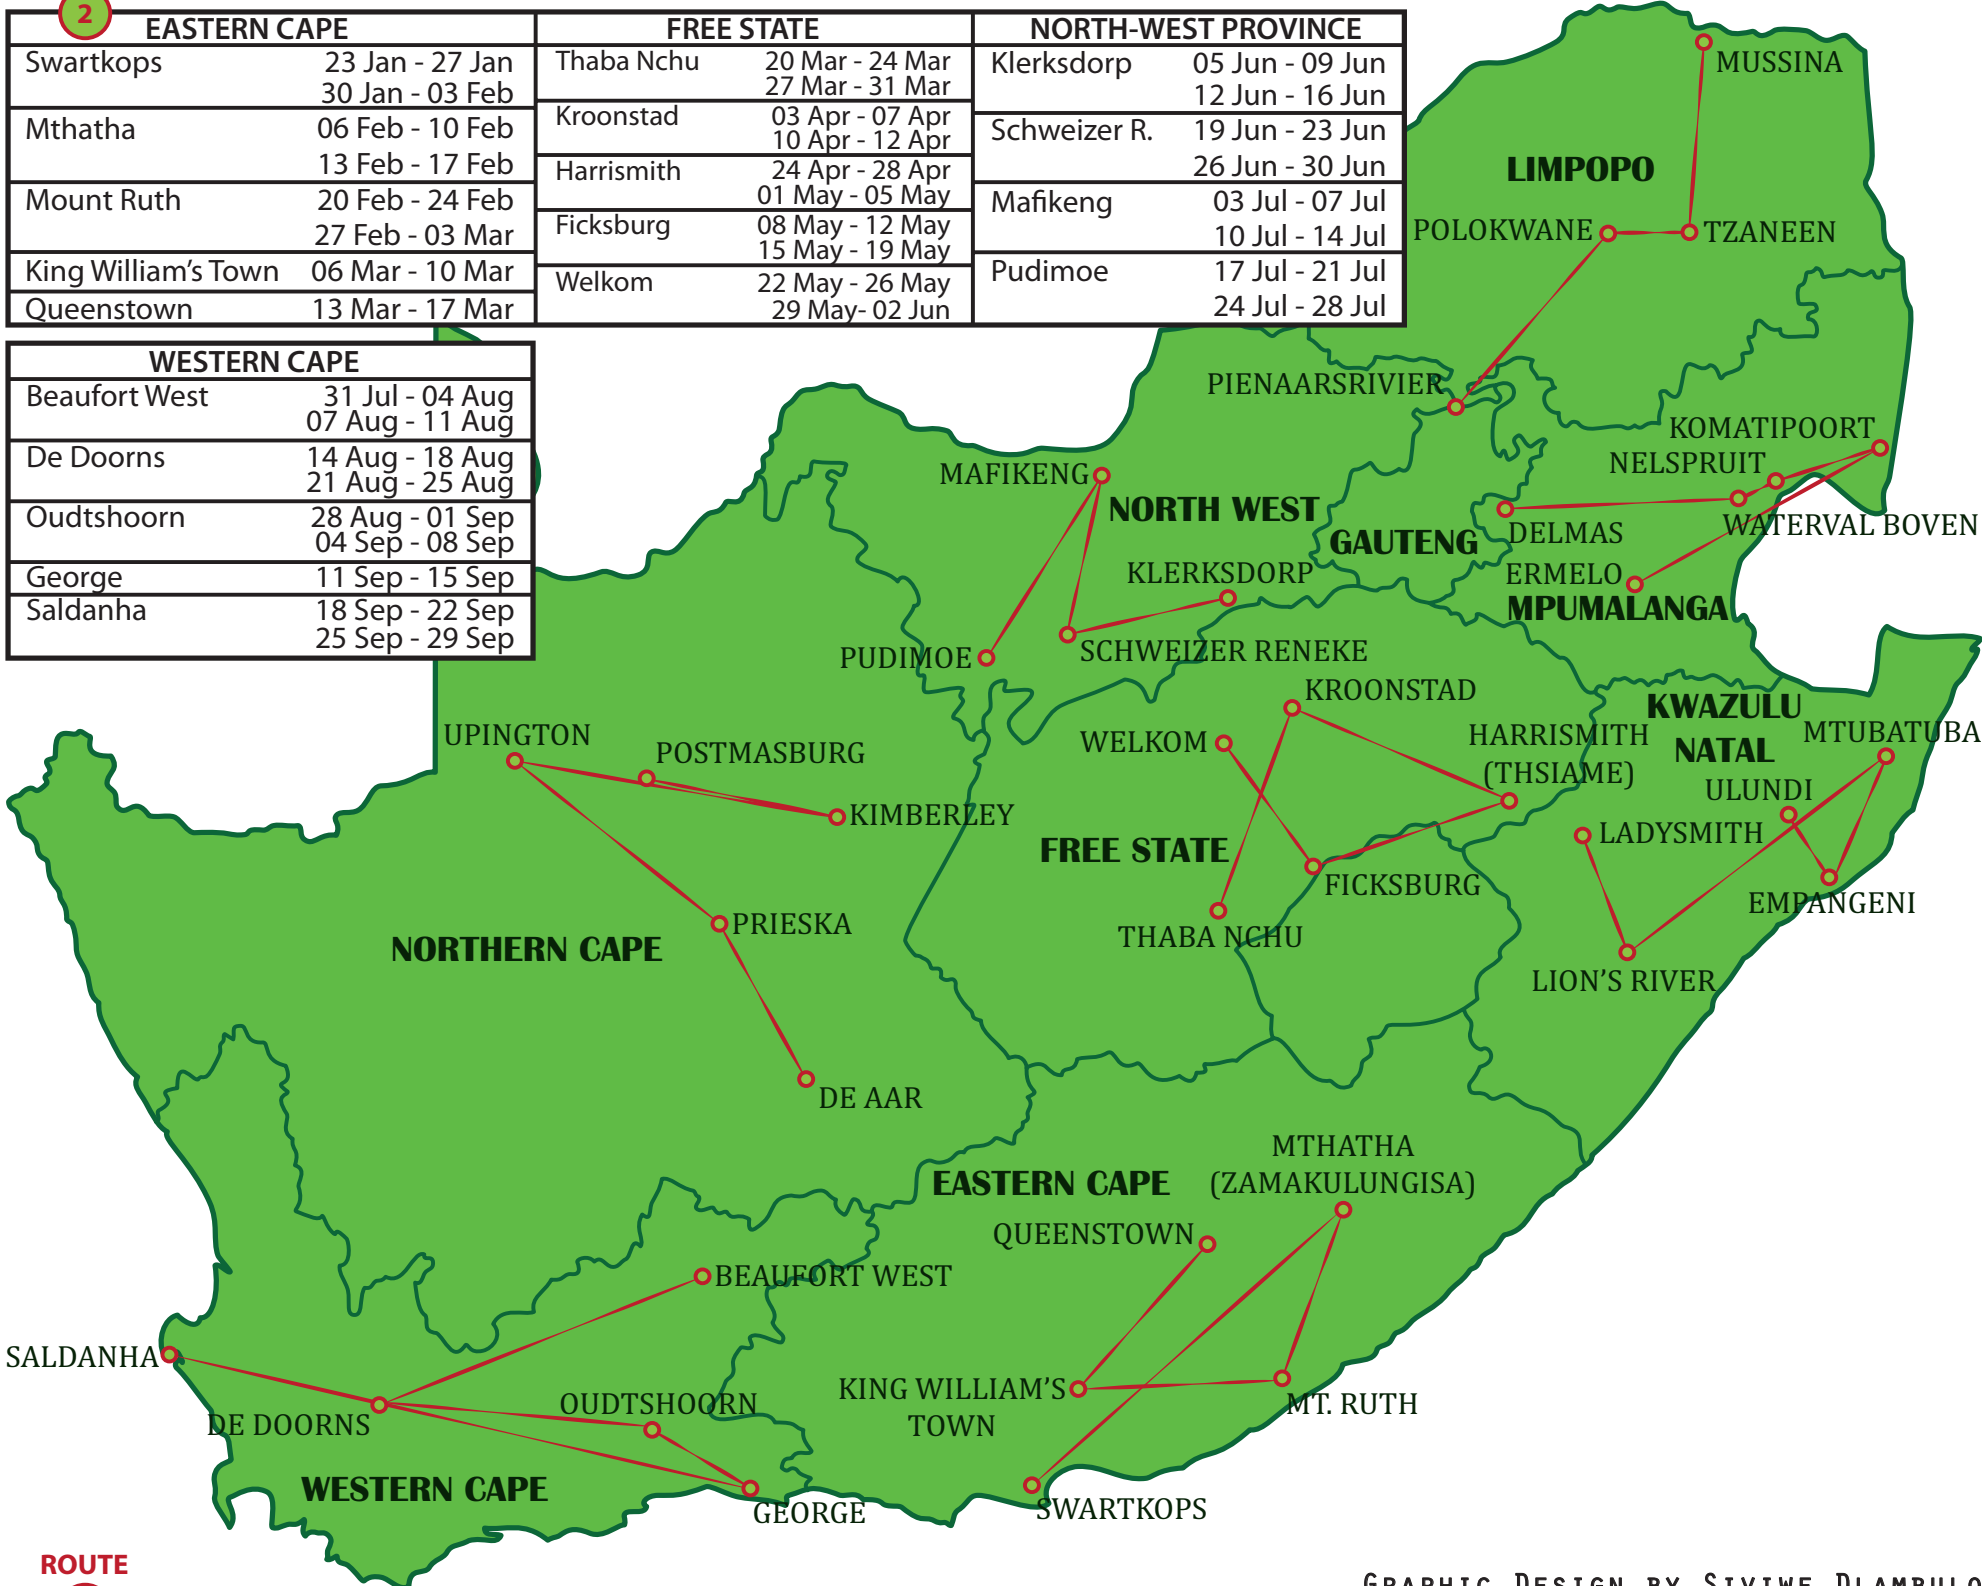 2
EASTERN CAPE
Swartkops 23 Jan - 27 Jan
30 Jan - 03 Feb
Mthatha 06 Feb - 10 Feb
13 Feb - 17 Feb
Mount Ruth 20 Feb - 24 Feb
27 Feb - 03 Mar
King William's Town 06 Mar - 10 Mar
Queenstown 13 Mar - 17 Mar
FREE STATE
Thaba Nchu 20 Mar - 24 Mar
27 Mar - 31 Mar
Kroonstad 03 Apr - 07 Apr
10 Apr - 12 Apr
Harrismith 24 Apr - 28 Apr
01 May - 05 May
Ficksburg 08 May - 12 May
15 May - 19 May
Welkom 22 May - 26 May
29 May- 02 Jun
NORTH-WEST PROVINCE
Klerksdorp 05 Jun - 09 Jun
12 Jun - 16 Jun
Schweizer R. 19 Jun - 23 Jun
26 Jun - 30 Jun
Mafikeng 03 Jul - 07 Jul
10 Jul - 14 Jul
Pudimoe 17 Jul - 21 Jul
24 Jul - 28 Jul
WESTERN CAPE
Beaufort West 31 Jul - 04 Aug
07 Aug - 11 Aug
De Doorns 14 Aug - 18 Aug
21 Aug - 25 Aug
Oudtshoorn 28 Aug - 01 Sep
04 Sep - 08 Sep
George 11 Sep - 15 Sep
Saldanha 18 Sep - 22 Sep
25 Sep - 29 Sep
MUSSINA
LIMPOPO
POLOKWANE
TZANEEN
PIENAARSRIVIER
KOMATIPOORT
NELSPRUIT
MAFIKENG
NORTH WEST
WATERVAL BOVEN
DELMAS
GAUTENG
KLERKSDORP
ERMELO
MPUMALANGA
PUDIMOE
SCHWEIZER RENEKE
KROONSTAD
KWAZULU
NATAL
UPINGTON
POSTMASBURG
WELKOM
HARRISMITH
(THSIAME)
MTUBATUBA
ULUNDI
KIMBERLEY
LADYSMITH
FREE STATE
FICKSBURG
EMPANGENI
PRIESKA
THABA NCHU
NORTHERN CAPE
LION'S RIVER
DE AAR
MTHATHA
(ZAMAKULUNGISA)
EASTERN CAPE
QUEENSTOWN
BEAUFORT WEST
SALDANHA
KING WILLIAM'S
TOWN
OUDTSHOORN
MT. RUTH
DE DOORNS
WESTERN CAPE
GEORGE
SWARTKOPS
ROUTE
GRAPHIC DESIGN BY SIVIWE DLAMBULO